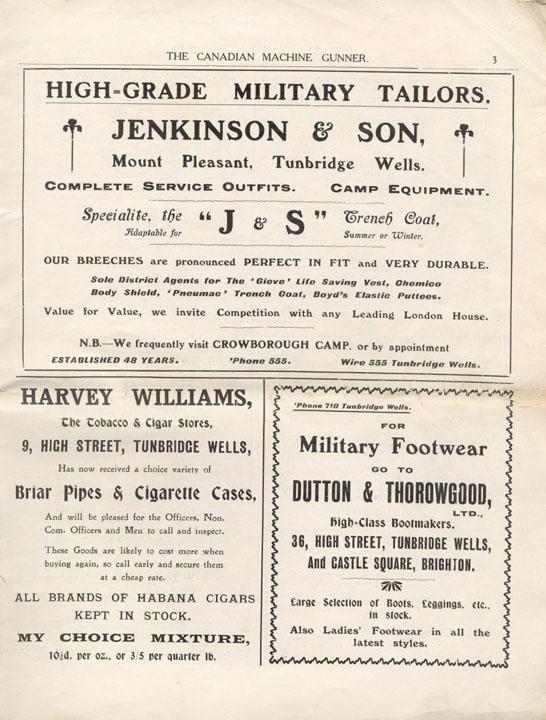 THE CANADIAN MACHINE GUNNER. 3
HIGH-GRADE MILITARY TAILORS.
JENKINSON & SON,
Mount Pleasant, Tunbridge Wells.
COMPLETE SERVICE OUTFITS. CAMP EQUIPMENT.
Specialite, the "J & S" Trench Coat,
Adaptable for Summer or Winter.
OUR BREECHES are pronounced PERFECT IN FIT and VERY DURABLE.
Sole District Agents for The 'Gieve' Life Saving Vest, Chemico
Body Shield, 'Pneumac' Trench Coat, Boyd's Elastic Puttees.
Value for Value, we invite Competition with any Leading London House.
N.B.—We frequently visit CROWBOROUGH CAMP. or by appointment
ESTABLISHED 48 YEARS. 'Phone 555. Wire 555 Tunbridge Wells.
HARVEY WILLIAMS,
The Tobacco & Cigar Stores,
9, HIGH STREET, TUNBRIDGE WELLS,
Has now received a choice variety of
Briar Pipes & Cigarette Cases,
And will be pleased for the Officers, Non.
Com. Officers and Men to call and inspect.
These Goods are likely to cost more when
buying again, so call early and secure them
at a cheap rate.
ALL BRANDS OF HABANA CIGARS
KEPT IN STOCK.
MY CHOICE MIXTURE,
10½d. per oz., or 3/5 per quarter lb.
'Phone 710 Tunbridge Wells.
FOR
Military Footwear
GO TO
DUTTON & THOROWGOOD,
LTD.,
High-Class Bootmakers,
36, HIGH STREET, TUNBRIDGE WELLS,
And CASTLE SQUARE, BRIGHTON.
Large Selection of Boots, Leggings, etc.,
in stock.
Also Ladies' Footwear in all the
latest styles.